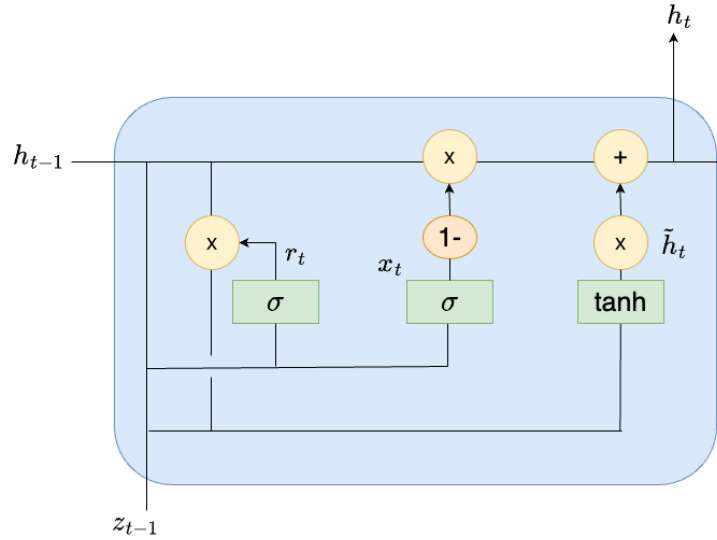 h_t
h_{t-1}
x
+
x
r_t
1-
x
h̃_t
x_t
σ
σ
tanh
z_{t-1}